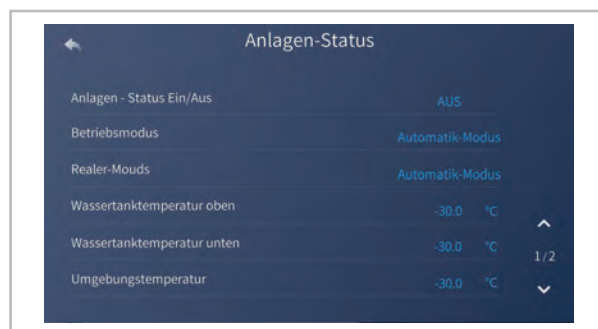 Anlagen-Status
Anlagen - Status Ein/Aus AUS
Betriebsmodus Automatik-Modus
Realer-Mouds Automatik-Modus
Wassertanktemperatur oben -30.0 °C
Wassertanktemperatur unten -30.0 °C
1/2
Umgebungstemperatur -30.0 °C